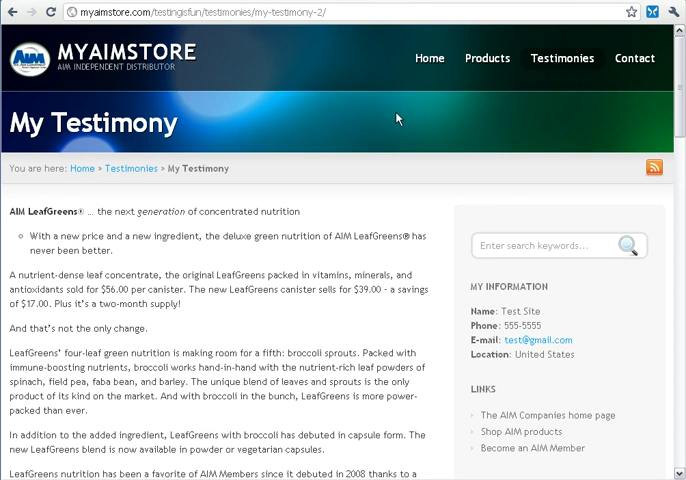 myaimstore.com/testingisfun/testimonies/my-testimony-2/
AIM
MYAIMSTORE
AIM INDEPENDENT DISTRIBUTOR
Home Products Testimonies Contact
My Testimony
You are here: Home » Testimonies » My Testimony
AIM LeafGreens® ... the next generation of concentrated nutrition
With a new price and a new ingredient, the deluxe green nutrition of AIM LeafGreens® has
never been better.
A nutrient-dense leaf concentrate, the original LeafGreens packed in vitamins, minerals, and
antioxidants sold for $56.00 per canister. The new LeafGreens canister sells for $39.00 – a savings
of $17.00. Plus it's a two-month supply!
And that's not the only change.
LeafGreens' four-leaf green nutrition is making room for a fifth: broccoli sprouts. Packed with
immune-boosting nutrients, broccoli works hand-in-hand with the nutrient-rich leaf powders of
spinach, field pea, faba bean, and barley. The unique blend of leaves and sprouts is the only
product of its kind on the market. And with broccoli in the bunch, LeafGreens is more power-
packed than ever.
In addition to the added ingredient, LeafGreens with broccoli has debuted in capsule form. The
new LeafGreens blend is now available in powder or vegetarian capsules.
LeafGreens nutrition has been a favorite of AIM Members since it debuted in 2008 thanks to a
Enter search keywords...
MY INFORMATION
Name: Test Site
Phone: 555-5555
E-mail: test@gmail.com
Location: United States
LINKS
The AIM Companies home page
Shop AIM products
Become an AIM Member